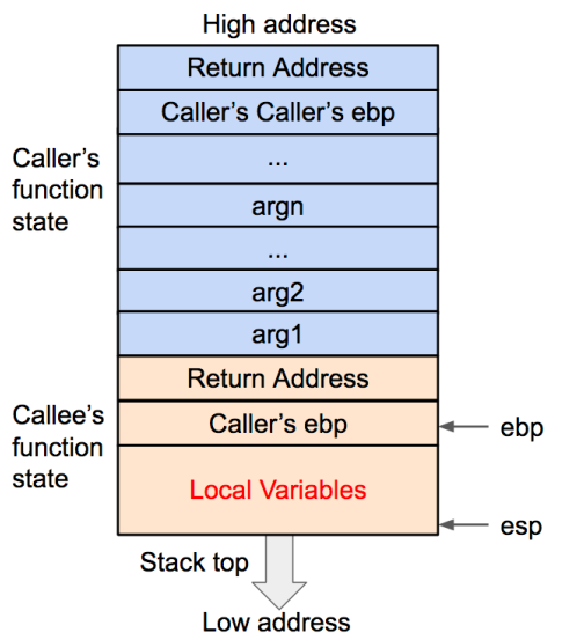 High address
Return Address
Caller's Caller's ebp
...
Caller's
function
state
argn
...
arg2
arg1
Return Address
Callee's
function
state
Caller's ebp
ebp
Local Variables
esp
Stack top
Low address